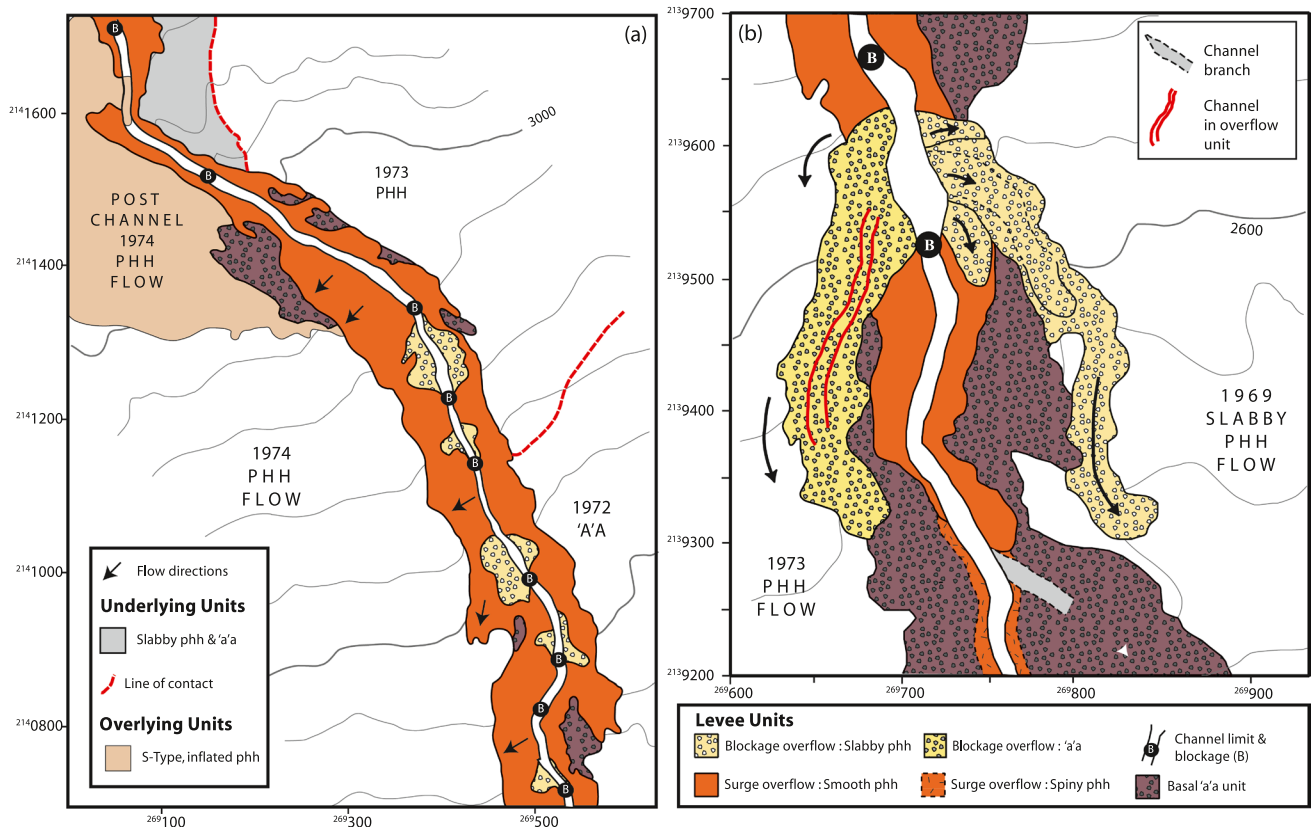 (a)
B
2141600
3000
1973
PHH
B
POST
CHANNEL
1974
PHH
FLOW
2141400
B
B
2141200
B
1974
PHH
FLOW
1972
'A'A
2141000
B
B
B
2140800
B
Flow directions
Underlying Units
Slabby phh & 'a'a
Line of contact
Overlying Units
S-Type, inflated phh
269100
269300
269500
2139700
(b)
B
Channel
branch
Channel
in overflow
unit
2139600
2600
B
2139500
2139400
1969
SLABBY
PHH
FLOW
2139300
1973
PHH
FLOW
2139200
269600
269700
269800
269900
Levee Units
Blockage overflow : Slabby phh
Blockage overflow : 'a'a
B
Channel limit &
blockage (B)
Surge overflow : Smooth phh
Surge overflow : Spiny phh
Basal 'a'a unit